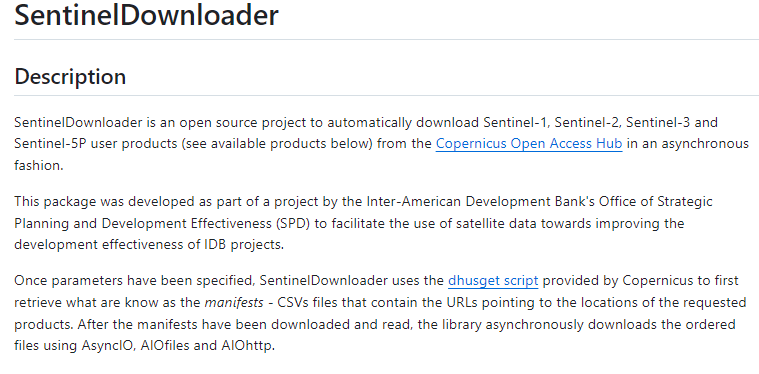 SentinelDownloader
Description
SentinelDownloader is an open source project to automatically download Sentinel-1, Sentinel-2, Sentinel-3 and
Sentinel-5P user products (see available products below) from the Copernicus Open Access Hub in an asynchronous
fashion.
This package was developed as part of a project by the Inter-American Development Bank's Office of Strategic
Planning and Development Effectiveness (SPD) to facilitate the use of satellite data towards improving the
development effectiveness of IDB projects.
Once parameters have been specified, SentinelDownloader uses the dhusget script provided by Copernicus to first
retrieve what are know as the manifests - CSVs files that contain the URLs pointing to the locations of the requested
products. After the manifests have been downloaded and read, the library asynchronously downloads the ordered
files using AsyncIO, AIOfiles and AIOhttp.